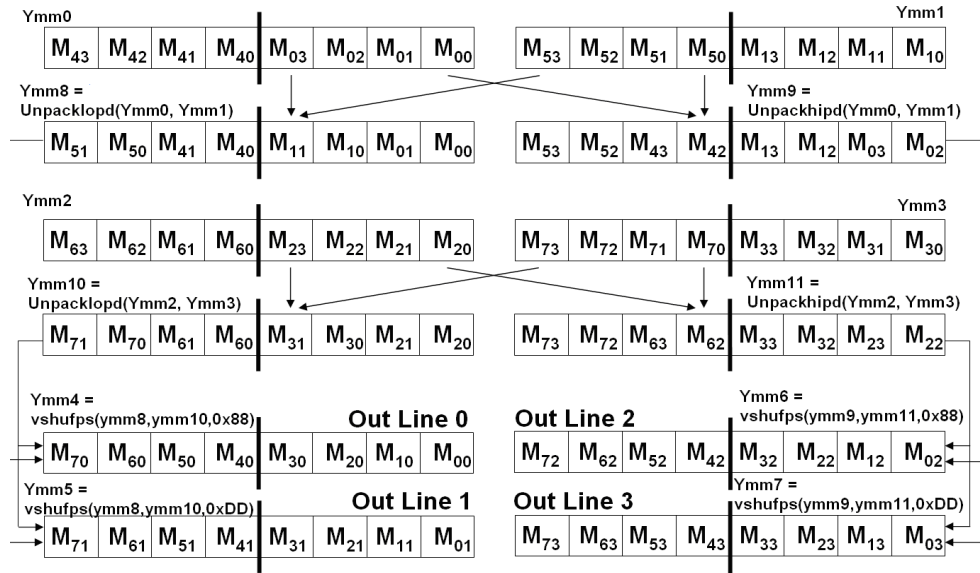 Ymm0 Ymm1
M43 M42 M41 M40 M03 M02 M01 M00 M53 M52 M51 M50 M13 M12 M11 M10
Ymm8 = Ymm9 =
Unpacklopd(Ymm0, Ymm1) Unpackhipd(Ymm0, Ymm1)
M51 M50 M41 M40 M11 M10 M01 M00 M53 M52 M43 M42 M13 M12 M03 M02
Ymm2 Ymm3
M63 M62 M61 M60 M23 M22 M21 M20 M73 M72 M71 M70 M33 M32 M31 M30
Ymm10 = Ymm11 =
Unpacklopd(Ymm2, Ymm3) Unpackhipd(Ymm2, Ymm3)
M71 M70 M61 M60 M31 M30 M21 M20 M73 M72 M63 M62 M33 M32 M23 M22
Ymm4 = Ymm6 =
vshufps(ymm8,ymm10,0x88) Out Line 0 Out Line 2 vshufps(ymm9,ymm11,0x88)
M70 M60 M50 M40 M30 M20 M10 M00 M72 M62 M52 M42 M32 M22 M12 M02
Ymm5 = Ymm7 =
vshufps(ymm8,ymm10,0xDD) Out Line 1 Out Line 3 vshufps(ymm9,ymm11,0xDD)
M71 M61 M51 M41 M31 M21 M11 M01 M73 M63 M53 M43 M33 M23 M13 M03